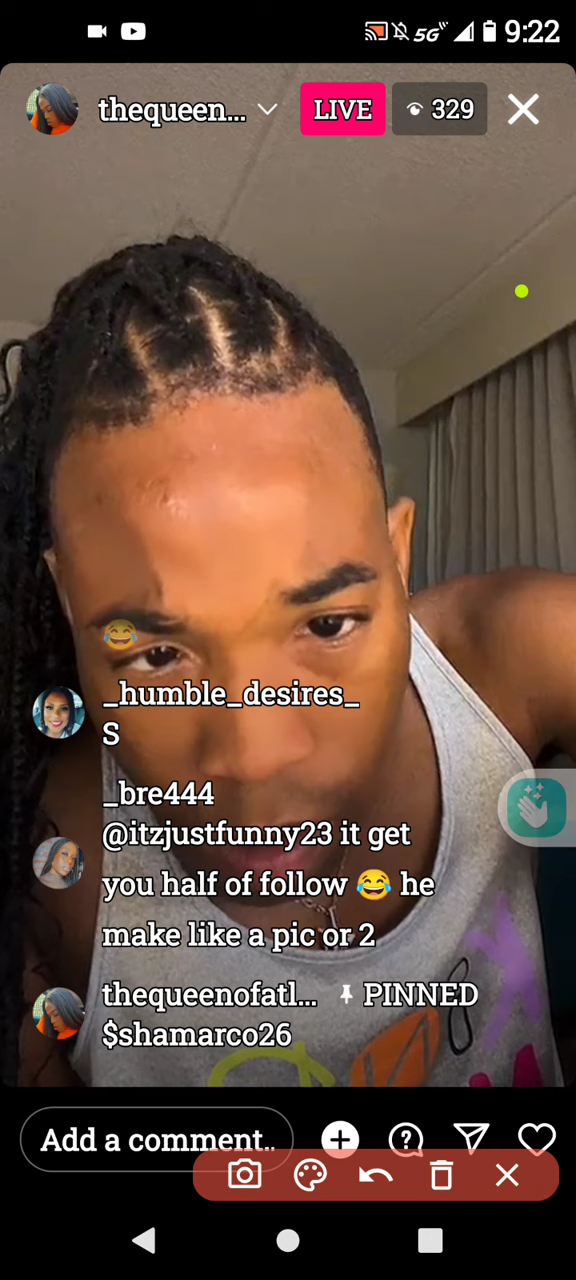 5G 9:22
thequeen... LIVE 329
😂
_humble_desires_
S
_bre444
@itzjustfunny23 it get
you half of follow 😂 he
make like a pic or 2
thequeenofatl... PINNED
$shamarco26
Add a comment..